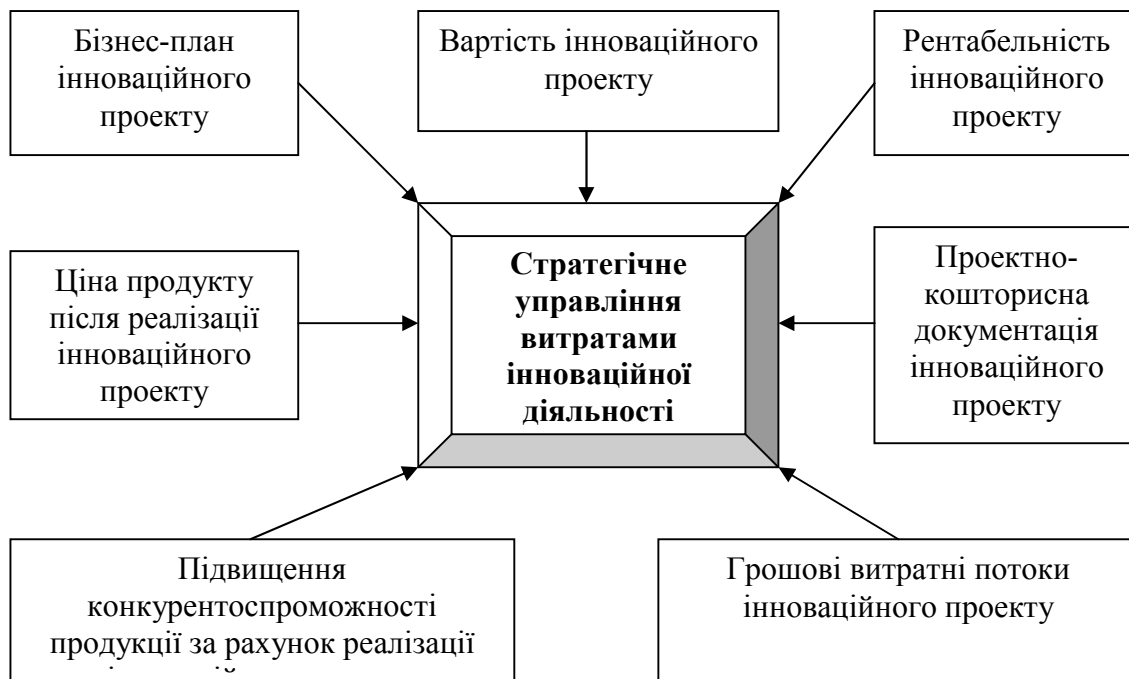 Бізнес-план
інноваційного
проекту
Вартість інноваційного
проекту
Рентабельність
інноваційного
проекту
Ціна продукту
після реалізації
інноваційного
проекту
Стратегічне
управління
витратами
інноваційної
діяльності
Проектно-
кошторисна
документація
інноваційного
проекту
Підвищення
конкурентоспроможності
продукції за рахунок реалізації
Грошові витратні потоки
інноваційного проекту